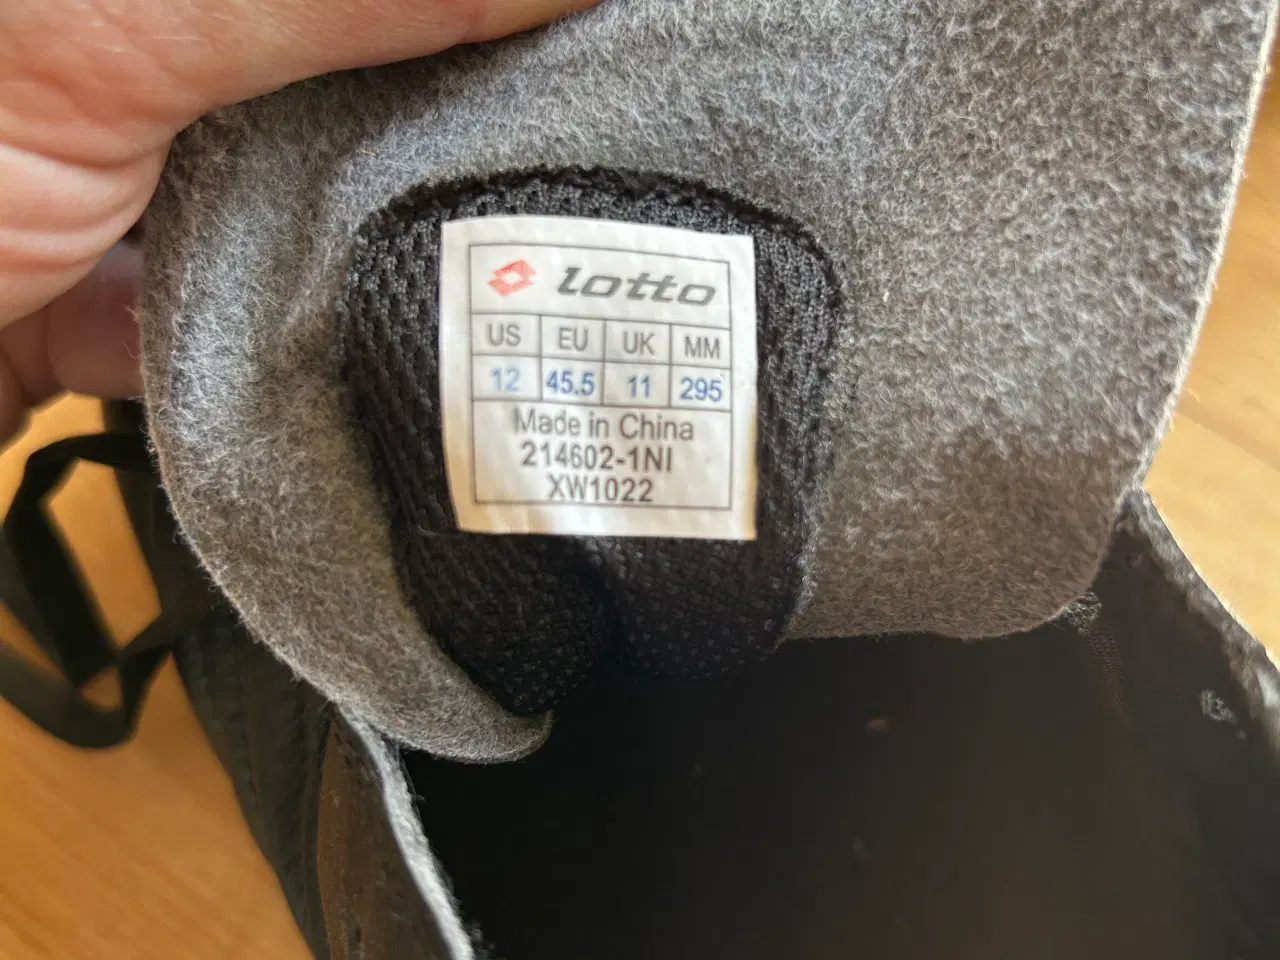 lotto
US EU UK MM
12 45.5 11 295
Made in China
214602-1NI
XW1022